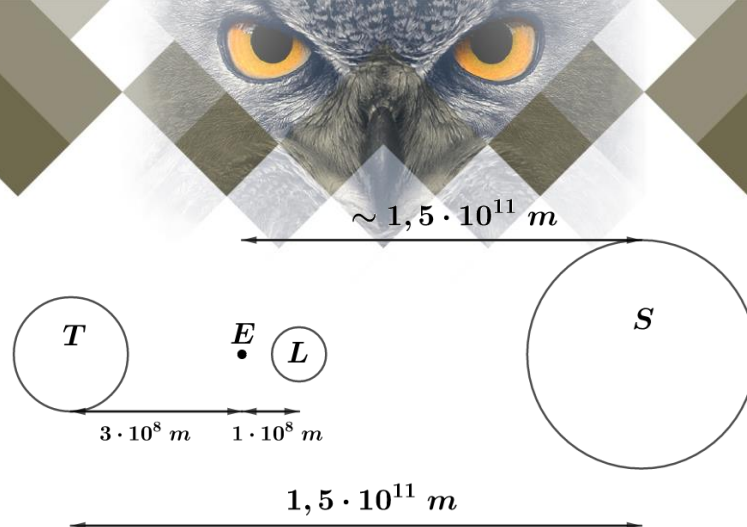 ∼ 1,5 · 10¹¹ m
T
E
L
S
3 · 10⁸ m
1 · 10⁸ m
1,5 · 10¹¹ m